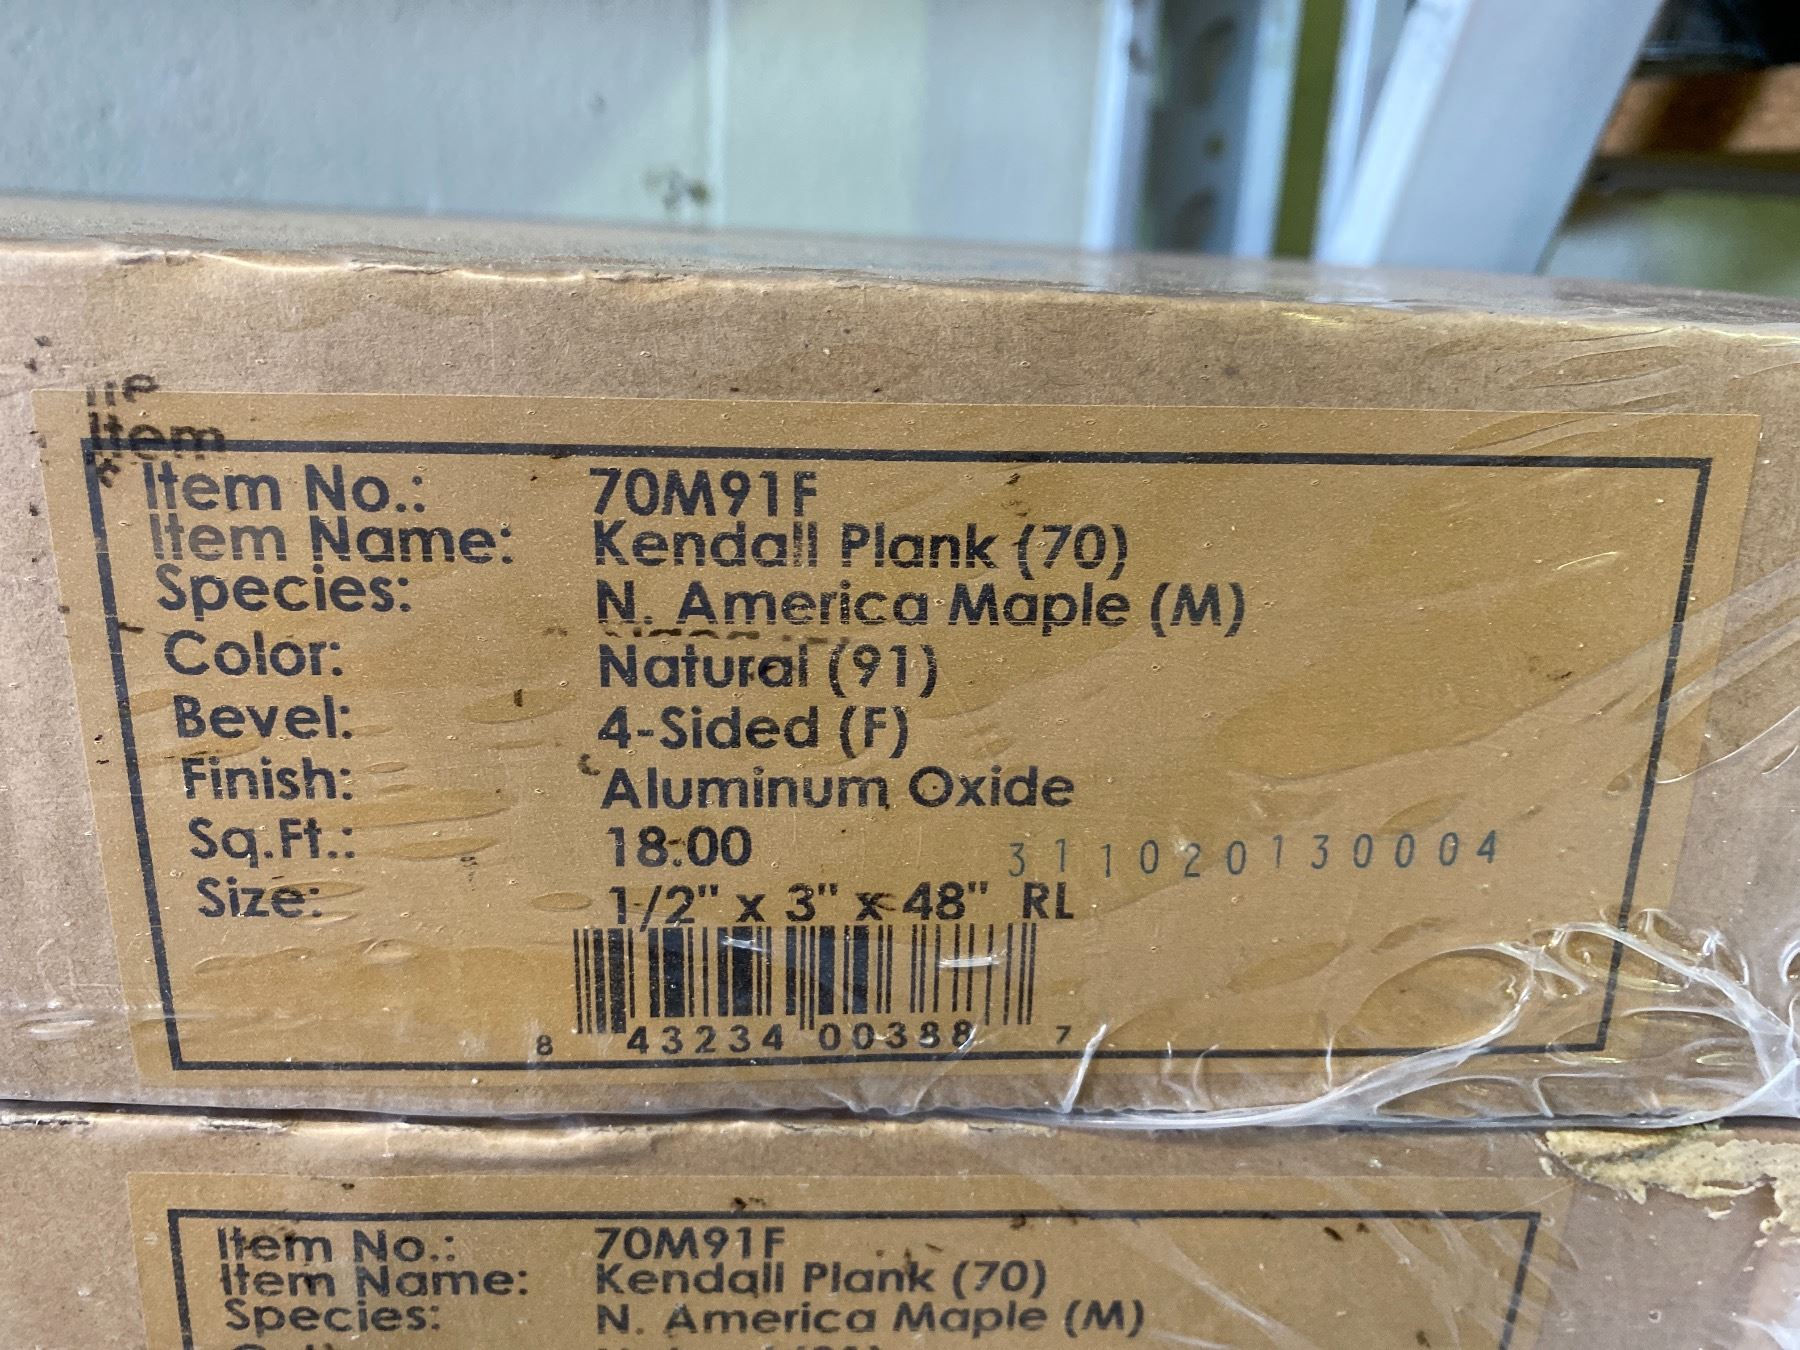 Item
Item No.: 70M91F
Item Name: Kendall Plank (70)
Species: N. America Maple (M)
Color: Natural (91)
Bevel: 4-Sided (F)
Finish: Aluminum Oxide
Sq.Ft.: 18.00 311020130004
Size: 1/2" x 3" x 48" RL
8 43234 00388 7
Item No.: 70M91F
Item Name: Kendall Plank (70)
Species: N. America Maple (M)